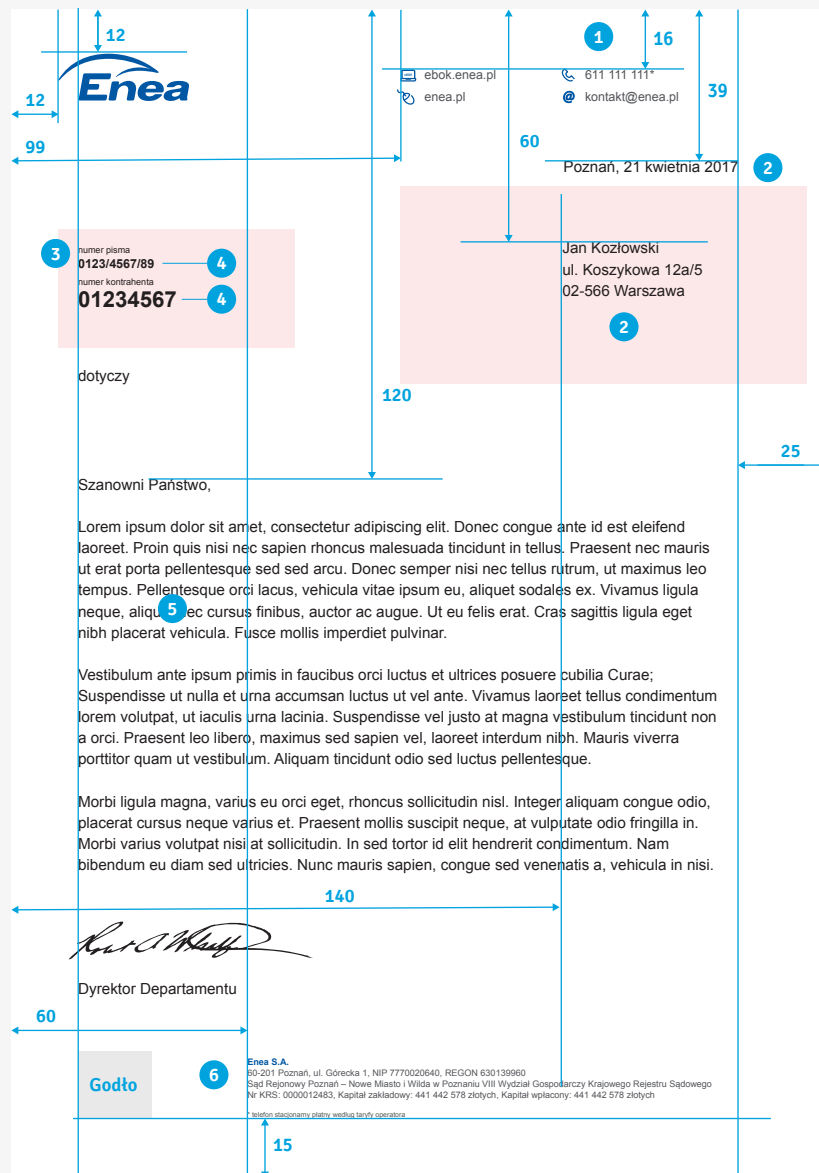 12
1
16
Enea
ebok.enea.pl
611 111 111*
enea.pl
kontakt@enea.pl
12
39
99
60
Poznań, 21 kwietnia 2017
2
3
numer pisma
0123/4567/89
4
numer kontrahenta
01234567
4
Jan Kozłowski
ul. Koszykowa 12a/5
02-566 Warszawa
2
dotyczy
120
25
Szanowni Państwo,
Lorem ipsum dolor sit amet, consectetur adipiscing elit. Donec congue ante id est eleifend
laoreet. Proin quis nisi nec sapien rhoncus malesuada tincidunt in tellus. Praesent nec mauris
ut erat porta pellentesque sed sed arcu. Donec semper nisi nec tellus rutrum, ut maximus leo
tempus. Pellentesque orci lacus, vehicula vitae ipsum eu, aliquet sodales ex. Vivamus ligula
neque, aliqu ec cursus finibus, auctor ac augue. Ut eu felis erat. Cras sagittis ligula eget
5
nibh placerat vehicula. Fusce mollis imperdiet pulvinar.
Vestibulum ante ipsum primis in faucibus orci luctus et ultrices posuere cubilia Curae;
Suspendisse ut nulla et urna accumsan luctus ut vel ante. Vivamus laoreet tellus condimentum
lorem volutpat, ut iaculis urna lacinia. Suspendisse vel justo at magna vestibulum tincidunt non
a orci. Praesent leo libero, maximus sed sapien vel, laoreet interdum nibh. Mauris viverra
porttitor quam ut vestibulum. Aliquam tincidunt odio sed luctus pellentesque.
Morbi ligula magna, varius eu orci eget, rhoncus sollicitudin nisl. Integer aliquam congue odio,
placerat cursus neque varius et. Praesent mollis suscipit neque, at vulputate odio fringilla in.
Morbi varius volutpat nisi at sollicitudin. In sed tortor id elit hendrerit condimentum. Nam
bibendum eu diam sed ultricies. Nunc mauris sapien, congue sed venenatis a, vehicula in nisi.
140
Dyrektor Departamentu
60
Godło
6
Enea S.A.
60-201 Poznań, ul. Górecka 1, NIP 7770020640, REGON 630139960
Sąd Rejonowy Poznań – Nowe Miasto i Wilda w Poznaniu VIII Wydział Gospodarczy Krajowego Rejestru Sądowego
Nr KRS: 0000012483, Kapitał zakładowy: 441 442 578 złotych, Kapitał wpłacony: 441 442 578 złotych
* telefon stacjonarny płatny według taryfy operatora
15